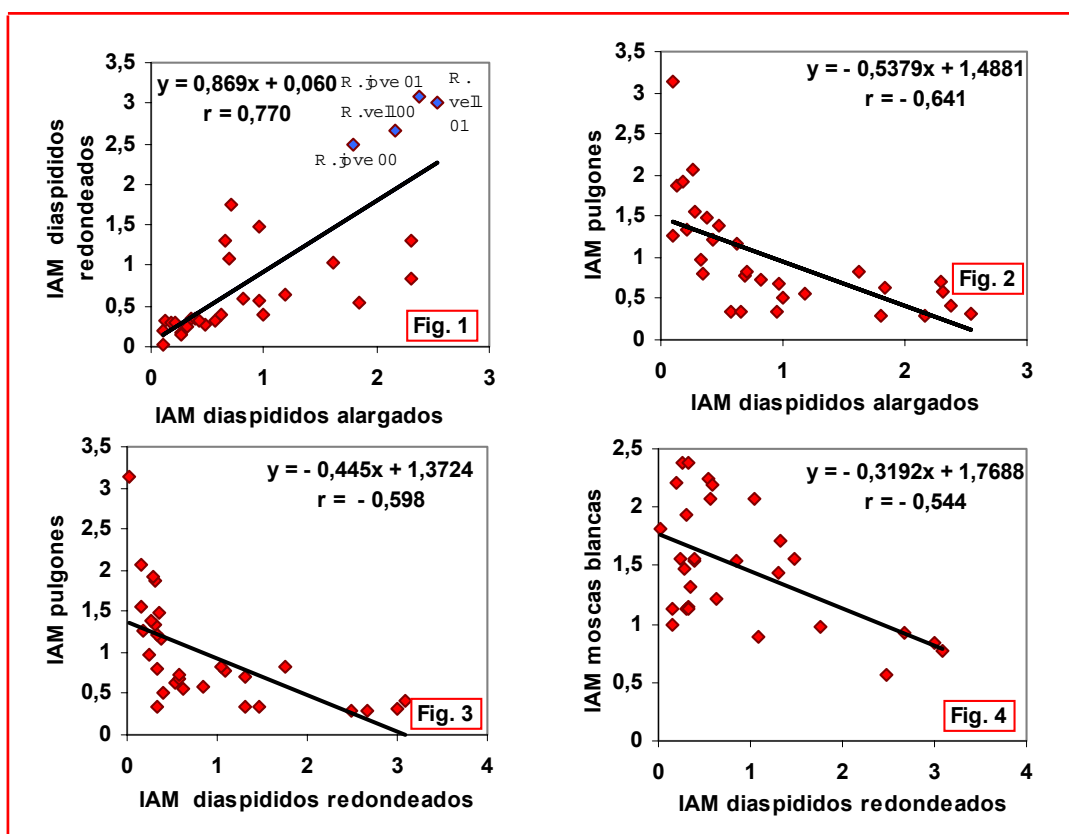 3,5
3
2,5
2
1,5
1
0,5
0
0 1 2 3
IAM diaspididos redondeados
IAM diaspididos alargados
y = 0,869x + 0,060
r = 0,770
R.jove01
R.vell00
R.jove00
R.
vell
01
Fig. 1
3,5
3
2,5
2
1,5
1
0,5
0
0 1 2 3
IAM pulgones
IAM diaspididos alargados
y = - 0,5379x + 1,4881
r = - 0,641
Fig. 2
3,5
3
2,5
2
1,5
1
0,5
0
0 1 2 3 4
IAM pulgones
IAM diaspididos redondeados
y = - 0,445x + 1,3724
r = - 0,598
Fig. 3
2,5
2
1,5
1
0,5
0
0 1 2 3 4
IAM moscas blancas
IAM diaspididos redondeados
y = - 0,3192x + 1,7688
r = - 0,544
Fig. 4